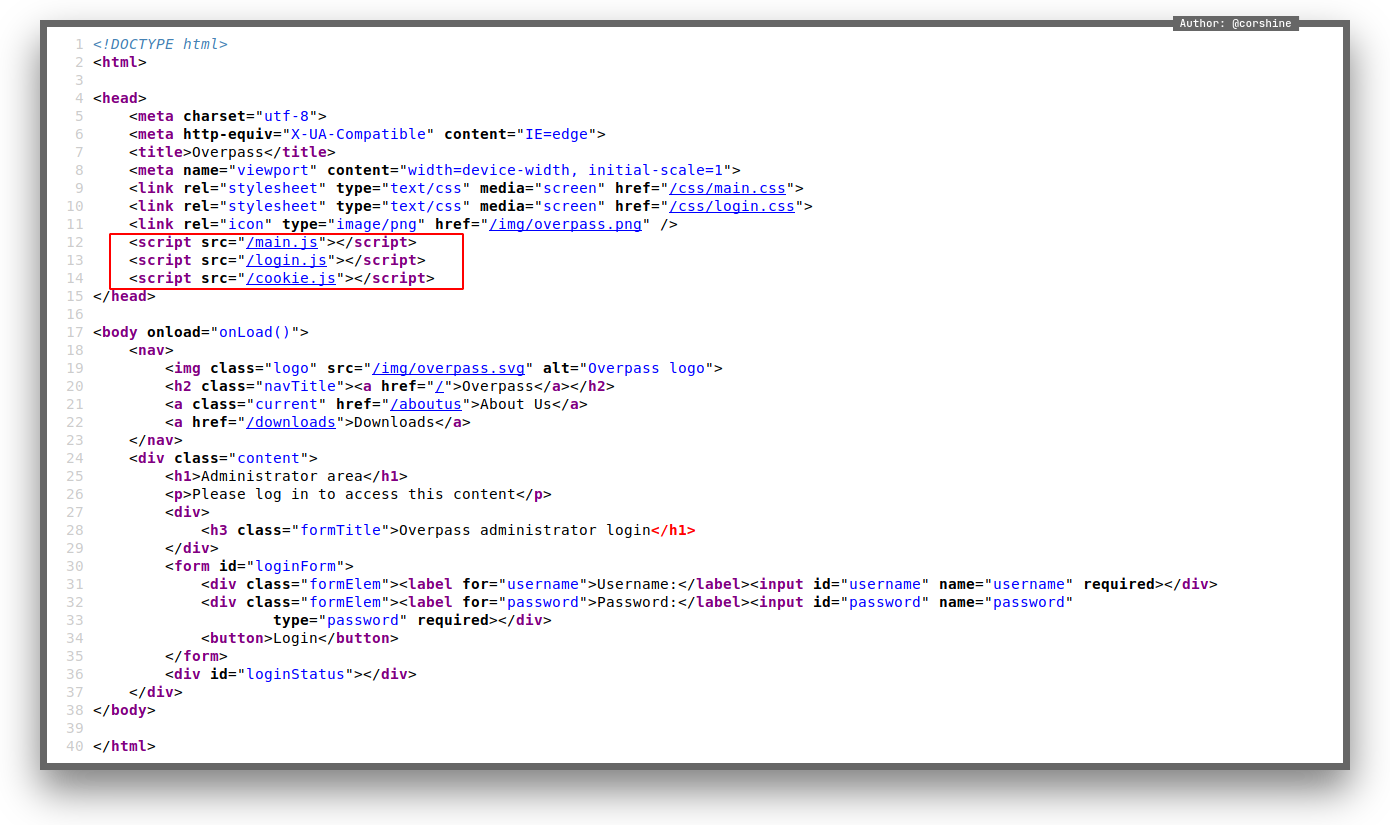 Author: @corshine
1 <!DOCTYPE html>
2 <html>
3
4 <head>
5     <meta charset="utf-8">
6     <meta http-equiv="X-UA-Compatible" content="IE=edge">
7     <title>Overpass</title>
8     <meta name="viewport" content="width=device-width, initial-scale=1">
9     <link rel="stylesheet" type="text/css" media="screen" href="/css/main.css">
10     <link rel="stylesheet" type="text/css" media="screen" href="/css/login.css">
11     <link rel="icon" type="image/png" href="/img/overpass.png" />
12     <script src="/main.js"></script>
13     <script src="/login.js"></script>
14     <script src="/cookie.js"></script>
15 </head>
16
17 <body onload="onLoad()">
18     <nav>
19         <img class="logo" src="/img/overpass.svg" alt="Overpass logo">
20         <h2 class="navTitle"><a href="/">Overpass</a></h2>
21         <a class="current" href="/aboutus">About Us</a>
22         <a href="/downloads">Downloads</a>
23     </nav>
24     <div class="content">
25         <h1>Administrator area</h1>
26         <p>Please log in to access this content</p>
27         <div>
28             <h3 class="formTitle">Overpass administrator login</h1>
29         </div>
30         <form id="loginForm">
31             <div class="formElem"><label for="username">Username:</label><input id="username" name="username" required></div>
32             <div class="formElem"><label for="password">Password:</label><input id="password" name="password"
33                     type="password" required></div>
34             <button>Login</button>
35         </form>
36         <div id="loginStatus"></div>
37     </div>
38 </body>
39
40 </html>